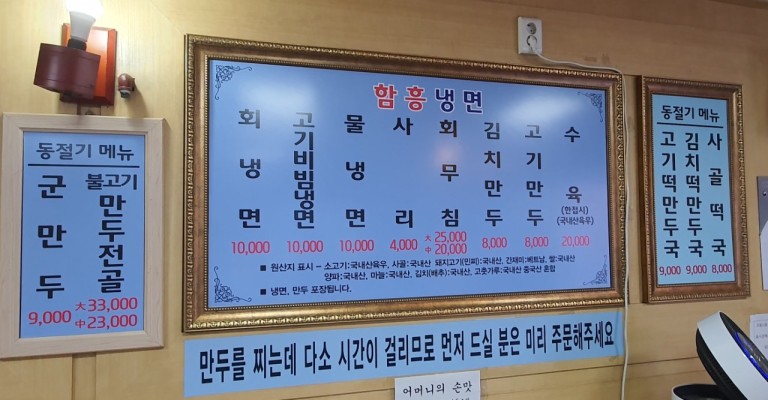 동절기 메뉴
군만두
9,000
불고기만두전골
大 33,000
中 23,000
함흥냉면
회냉면
10,000
고기비빔냉면
10,000
물냉면
10,000
사리
4,000
회무침
大 25,000
中 20,000
김치만두
8,000
고기만두
8,000
수육
(한접시)
(국내산육우)
20,000
■ 원산지 표시 - 소고기:국내산육우, 사골:국내산 돼지고기(민찌):국내산, 간재미:베트남, 쌀:국내산
양파:국내산, 마늘:국내산, 김치(배추):국내산, 고춧가루:국내산 중국산 혼합
■ 냉면, 만두 포장됩니다.
동절기 메뉴
고기떡만두국
9,000
김치떡만두국
9,000
사골떡국
8,000
만두를 찌는데 다소 시간이 걸리므로 먼저 드실 분은 미리 주문해주세요
어머니의 손맛